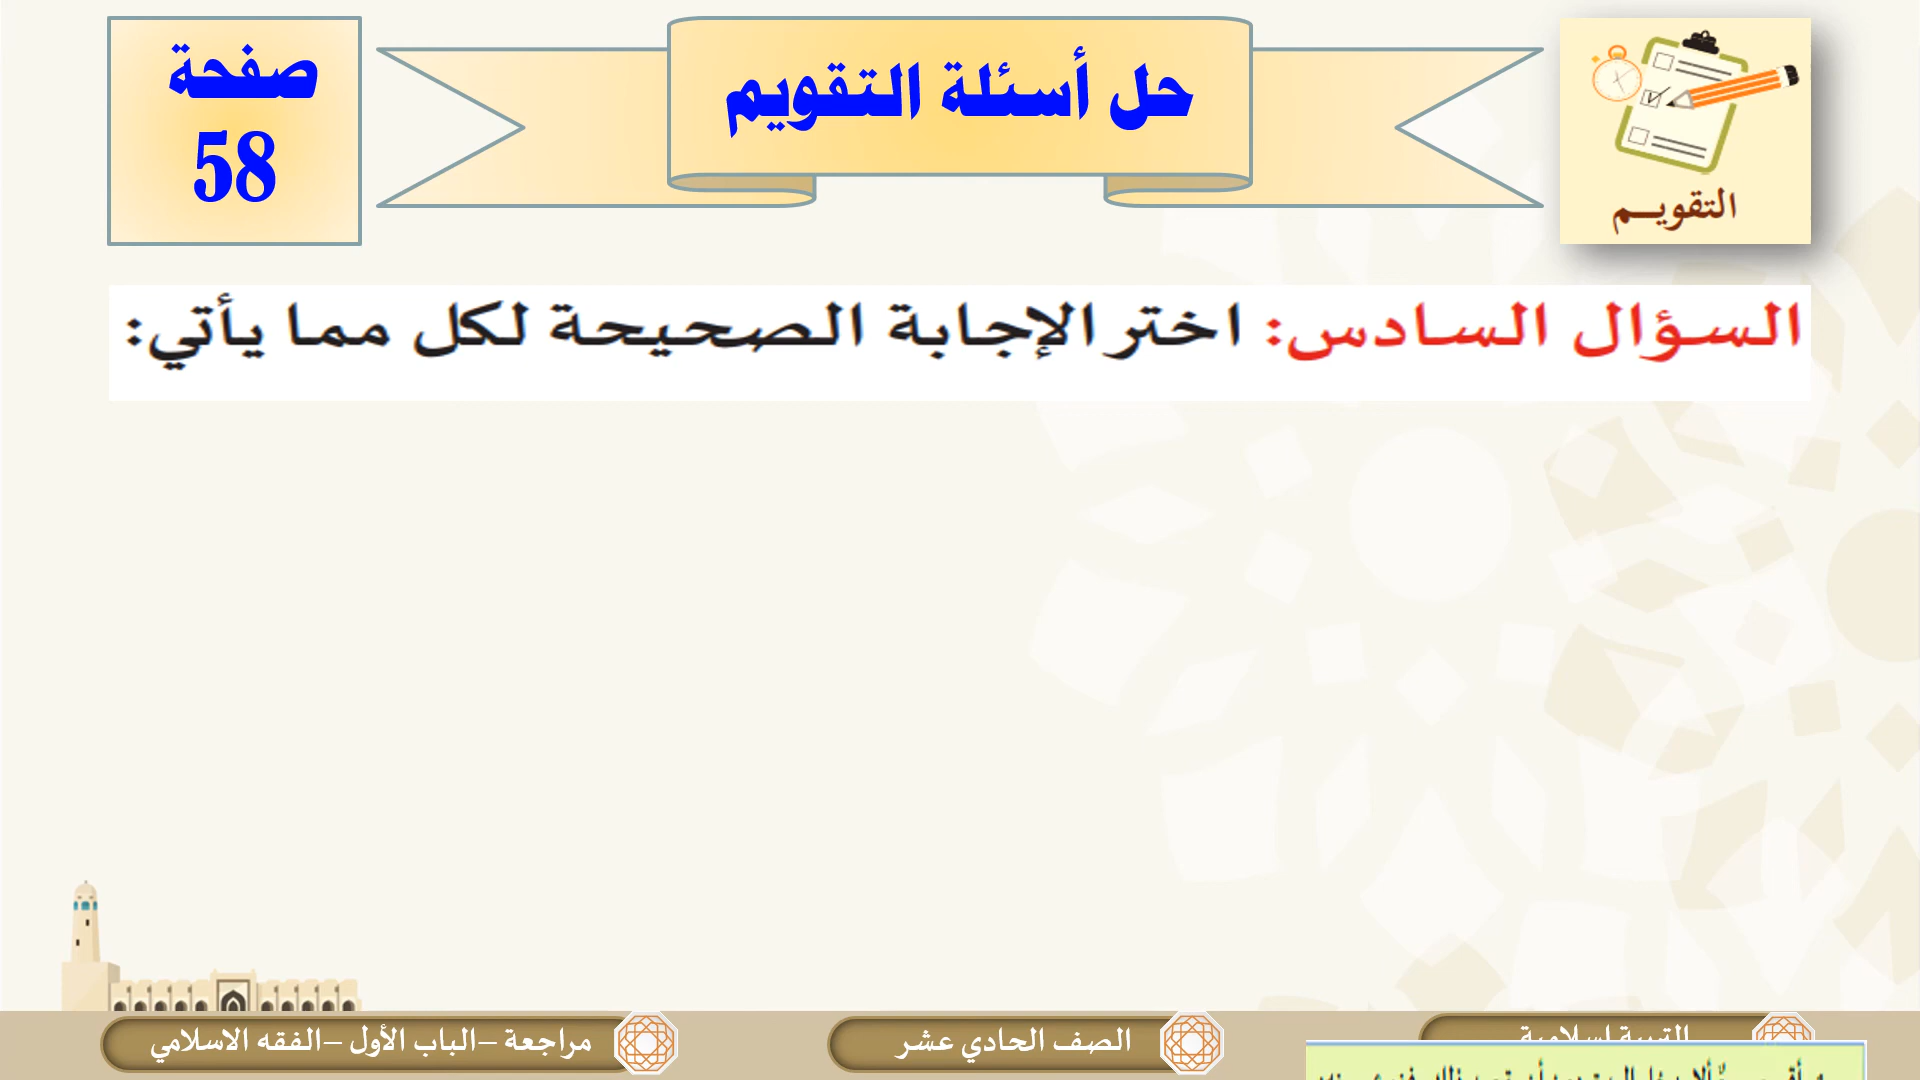 حل أسئلة التقويم
صفحة
58
التقويـم
السؤال السادس: اختر الإجابة الصحيحة لكل مما يأتي:
الصف الحادي عشر
مراجعة –الباب الأول –الفقه الاسلامي